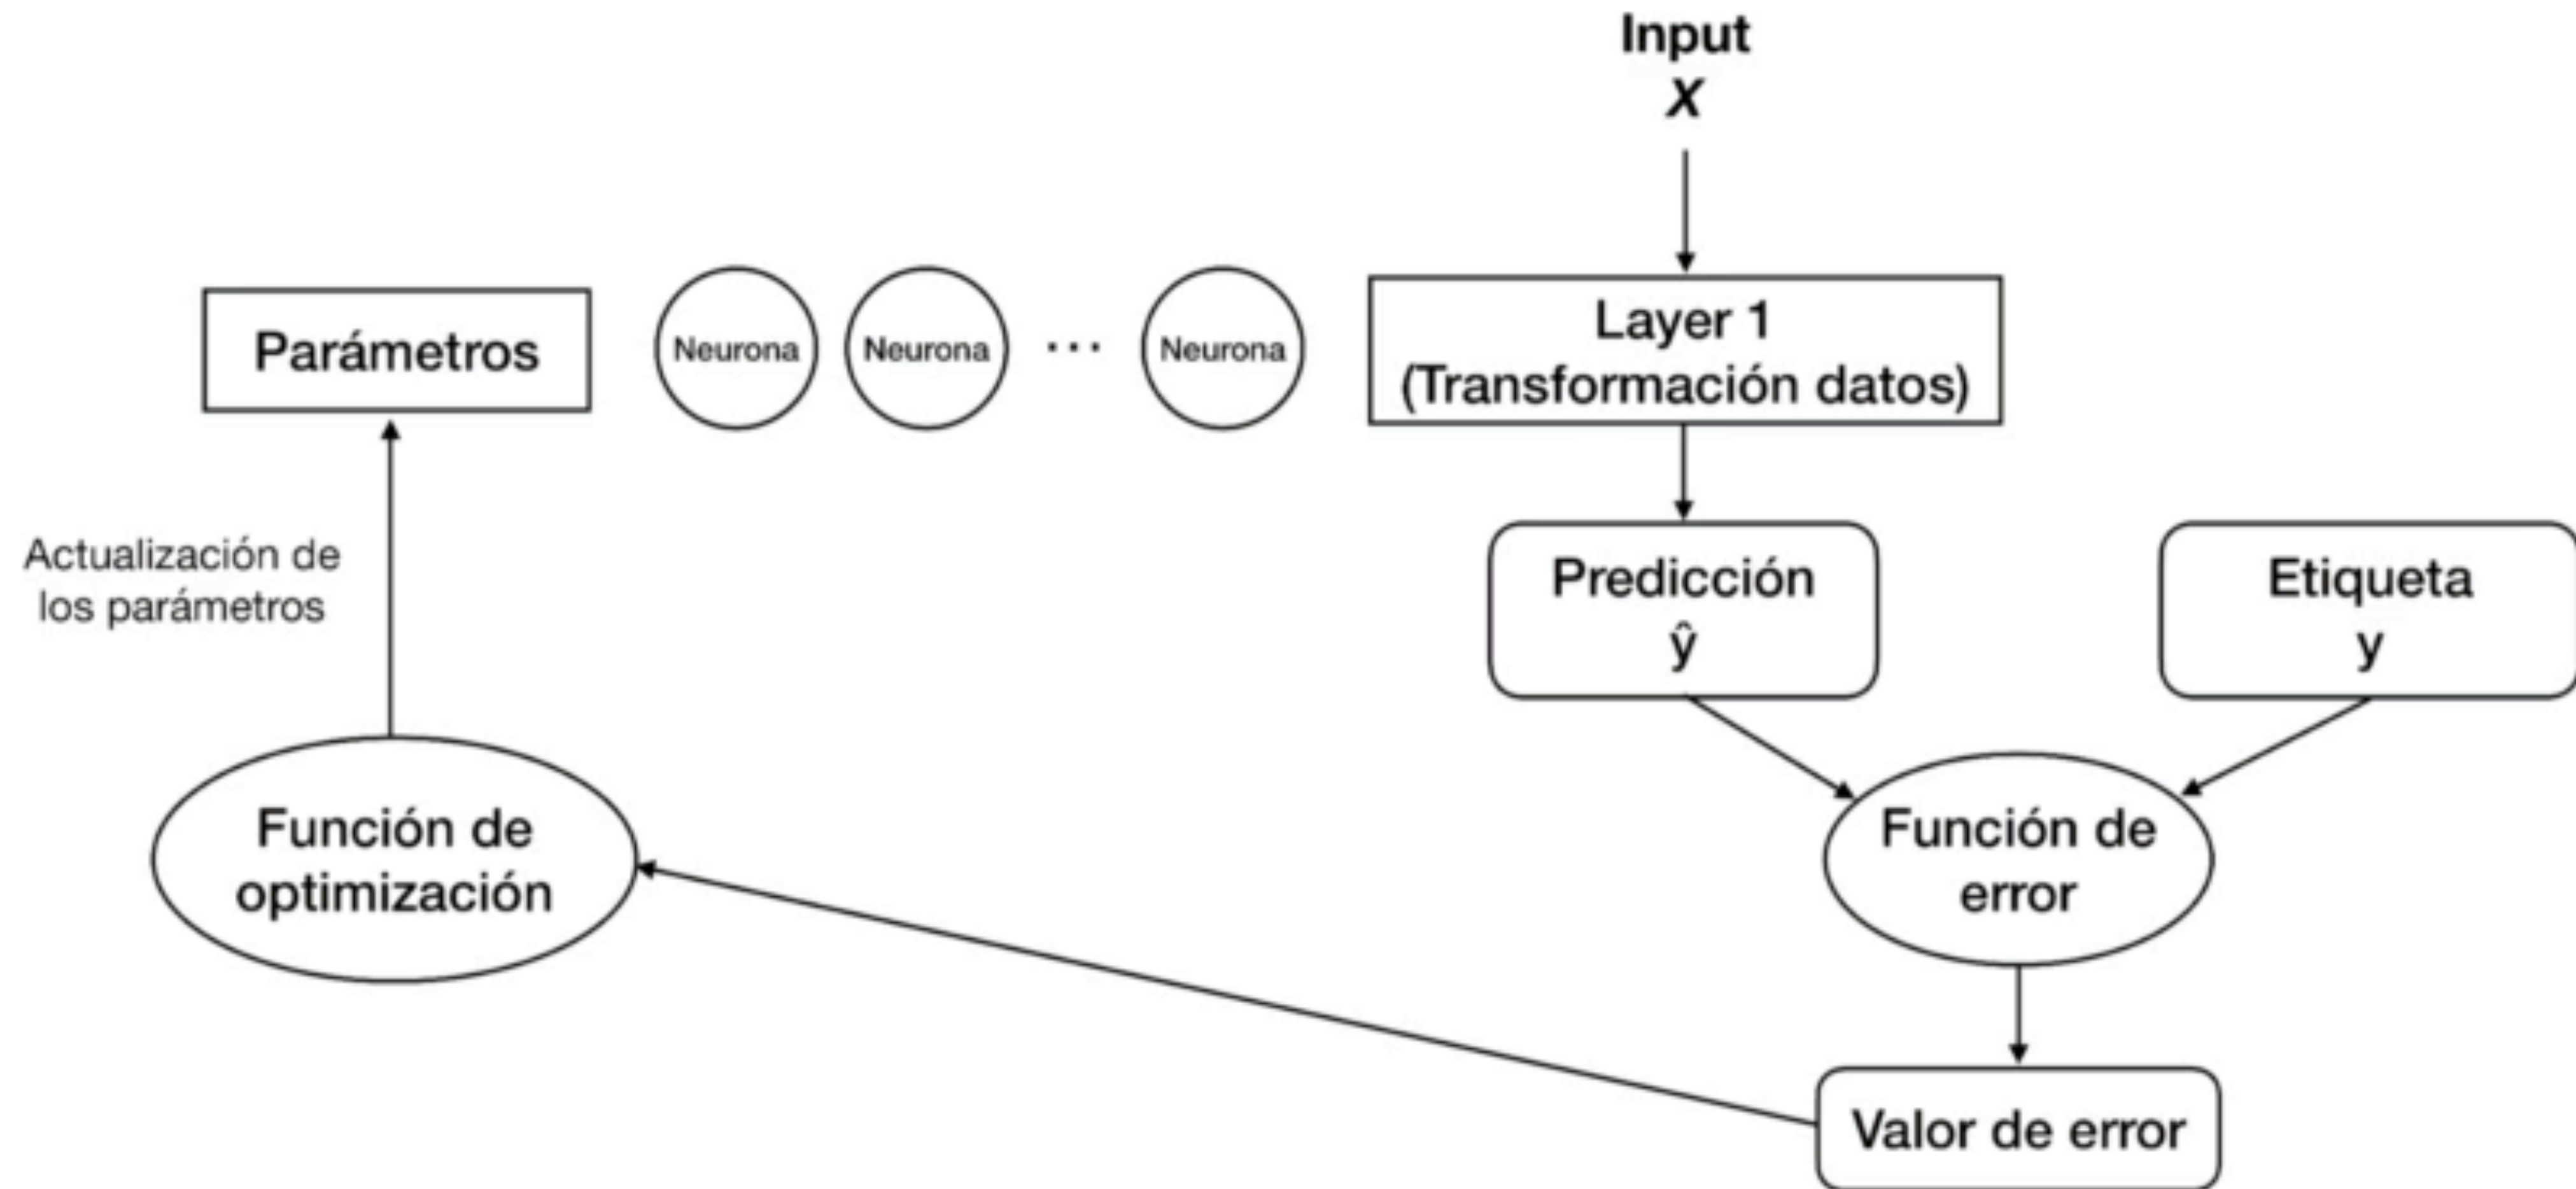 Input
X
Parámetros
Neurona
Neurona
...
Neurona
Layer 1
(Transformación datos)
Actualización de
los parámetros
Predicción
ŷ
Etiqueta
y
Función de
optimización
Función de
error
Valor de error